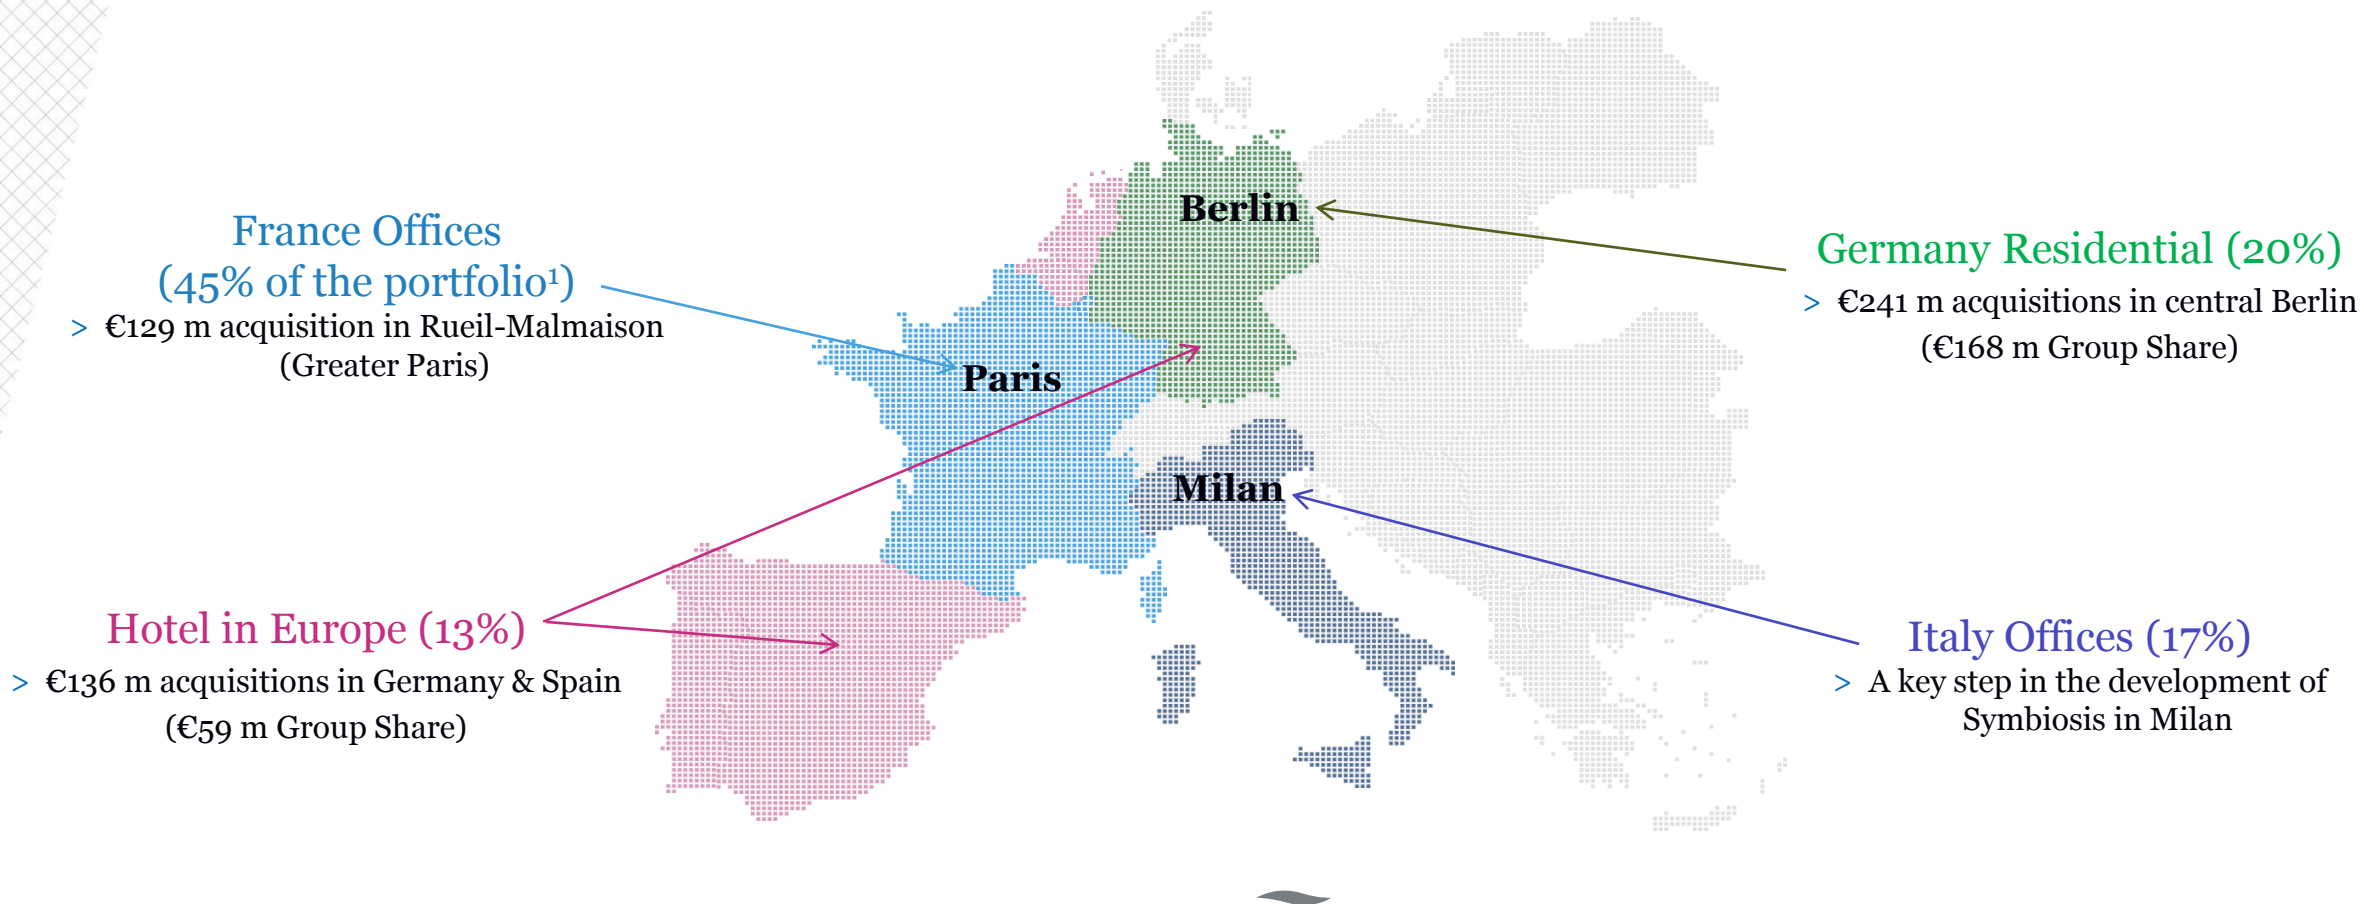 France Offices
(45% of the portfolio¹)
> €129 m acquisition in Rueil-Malmaison
(Greater Paris)
Berlin
Germany Residential (20%)
> €241 m acquisitions in central Berlin
(€168 m Group Share)
Paris
Milan
Hotel in Europe (13%)
> €136 m acquisitions in Germany & Spain
(€59 m Group Share)
Italy Offices (17%)
> A key step in the development of
Symbiosis in Milan